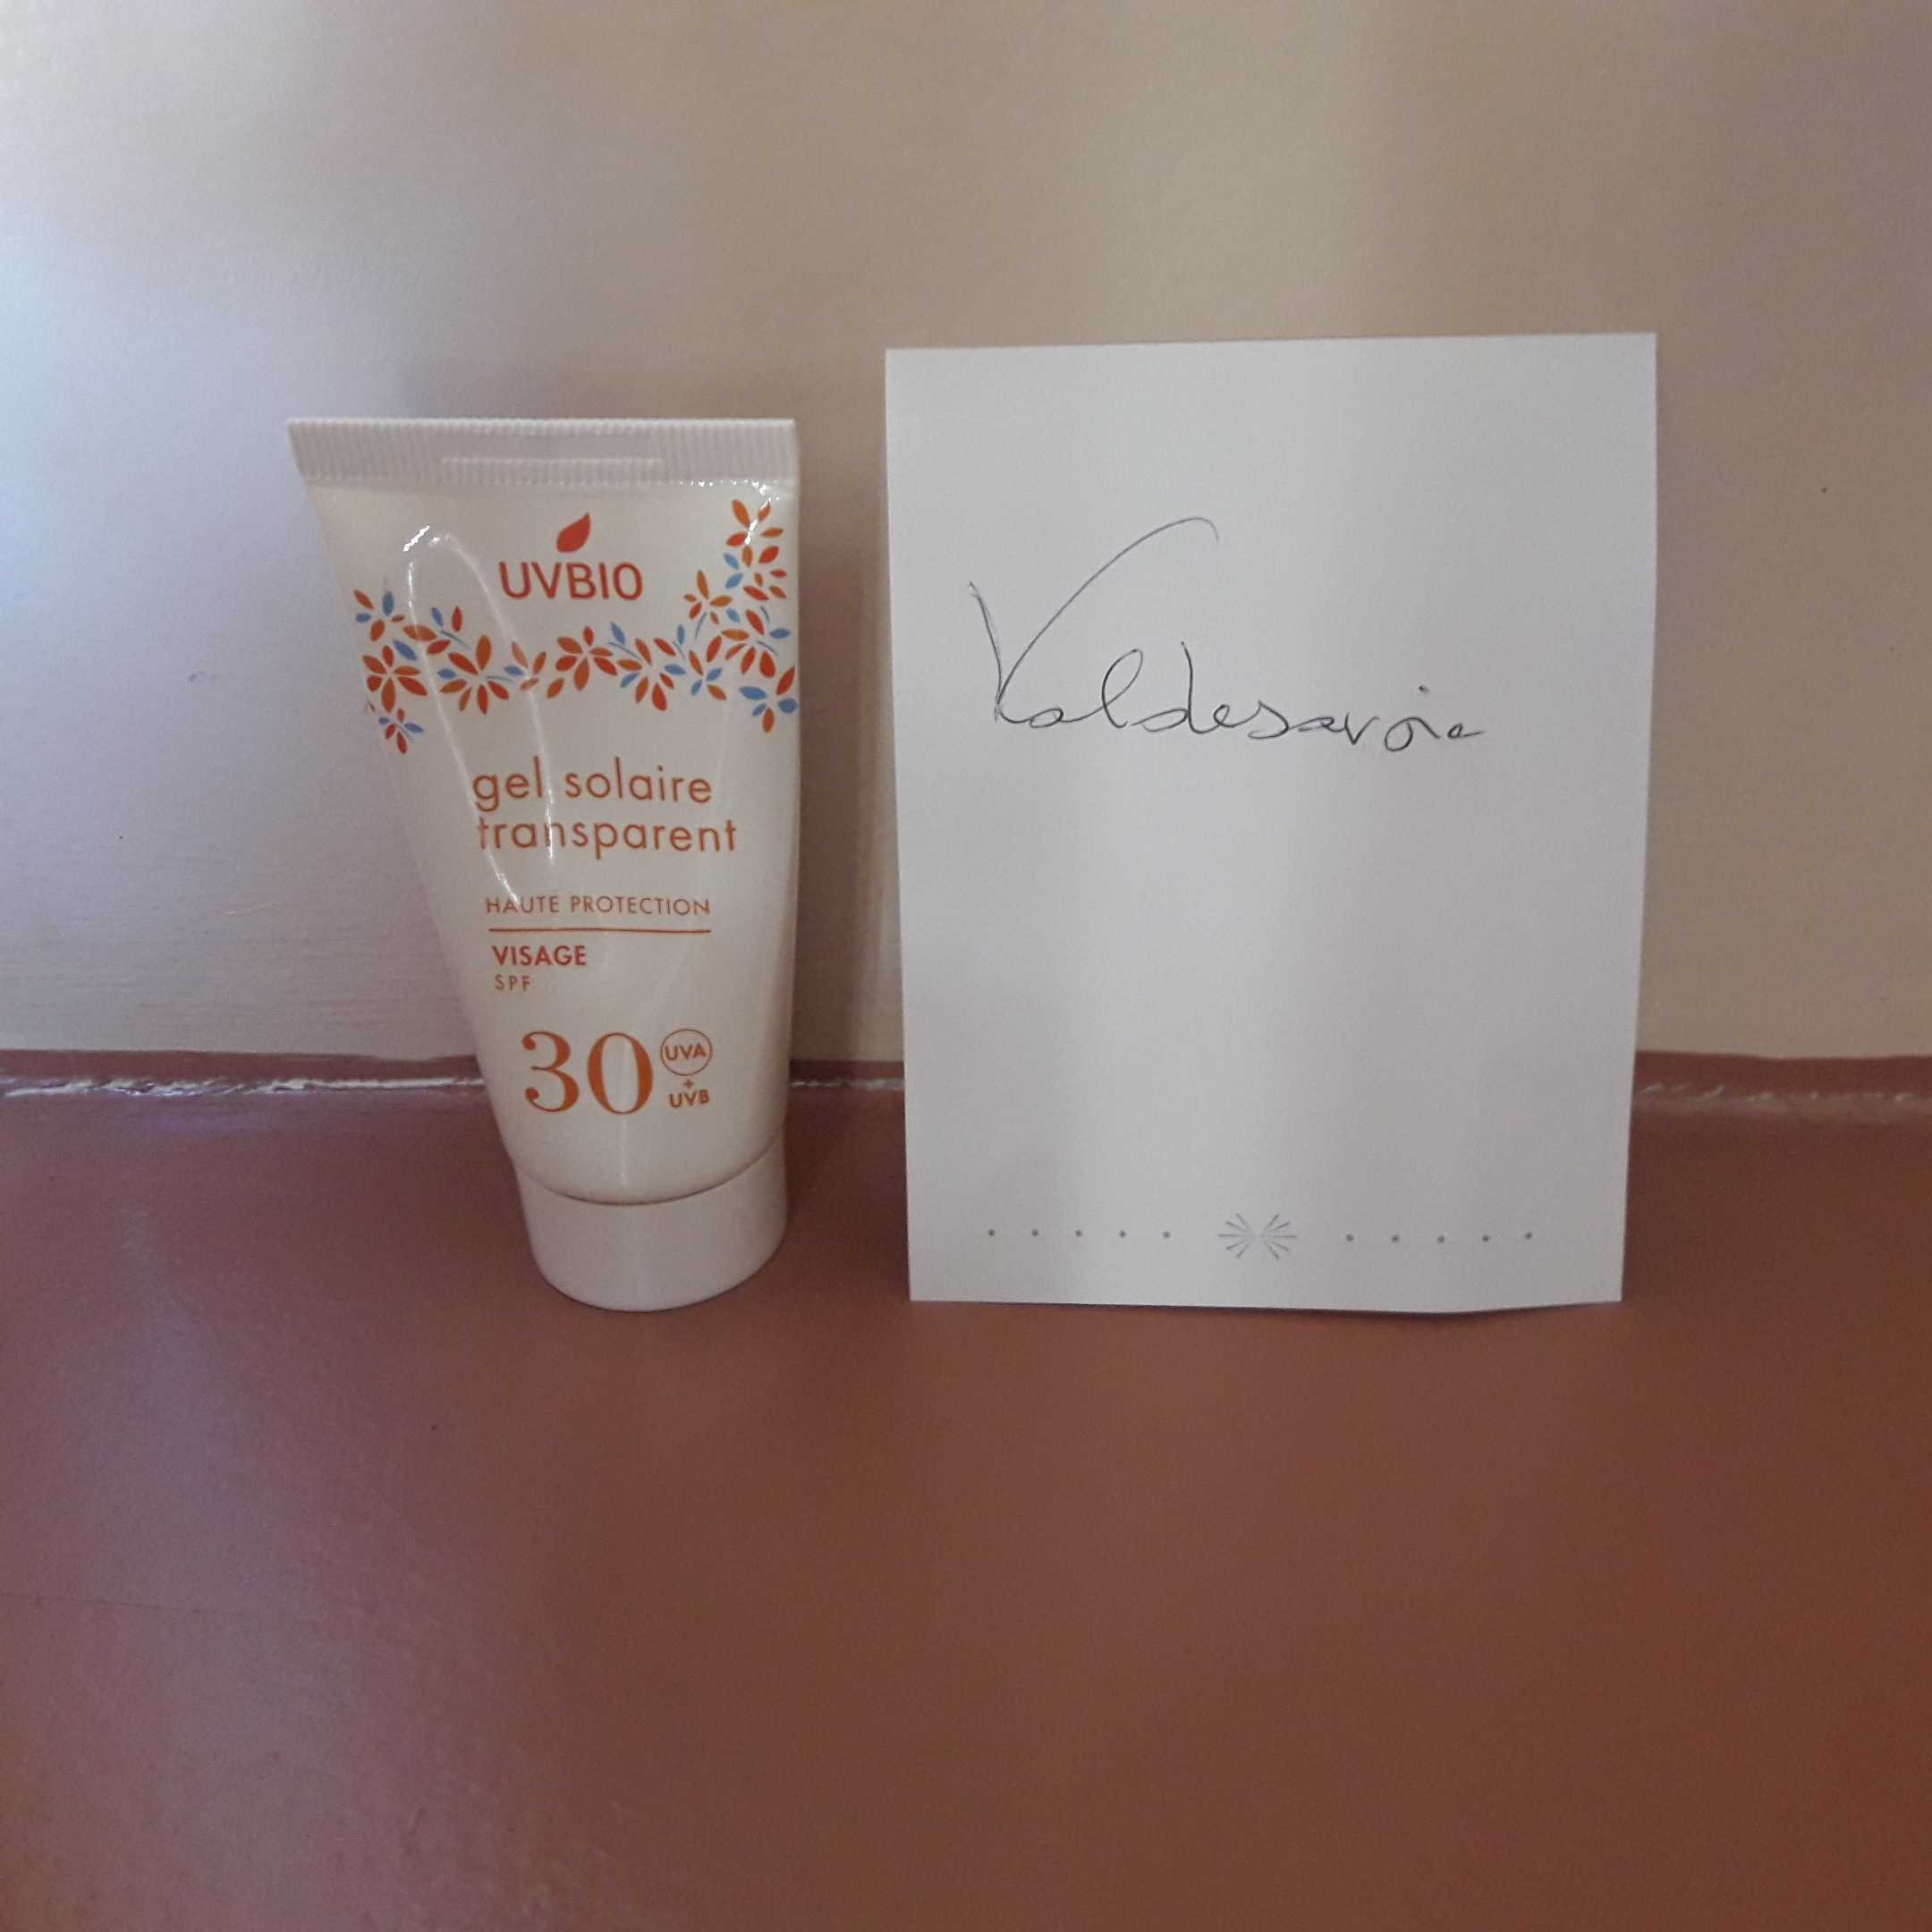 UVBIO
gel solaire
transparent
HAUTE PROTECTION
VISAGE
SPF
30
UVA
+
UVB
Valdesavoie